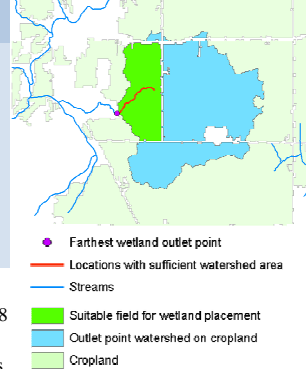 Farthest wetland outlet point
Locations with sufficient watershed area
Streams
8
Suitable field for wetland placement
Outlet point watershed on cropland
Cropland